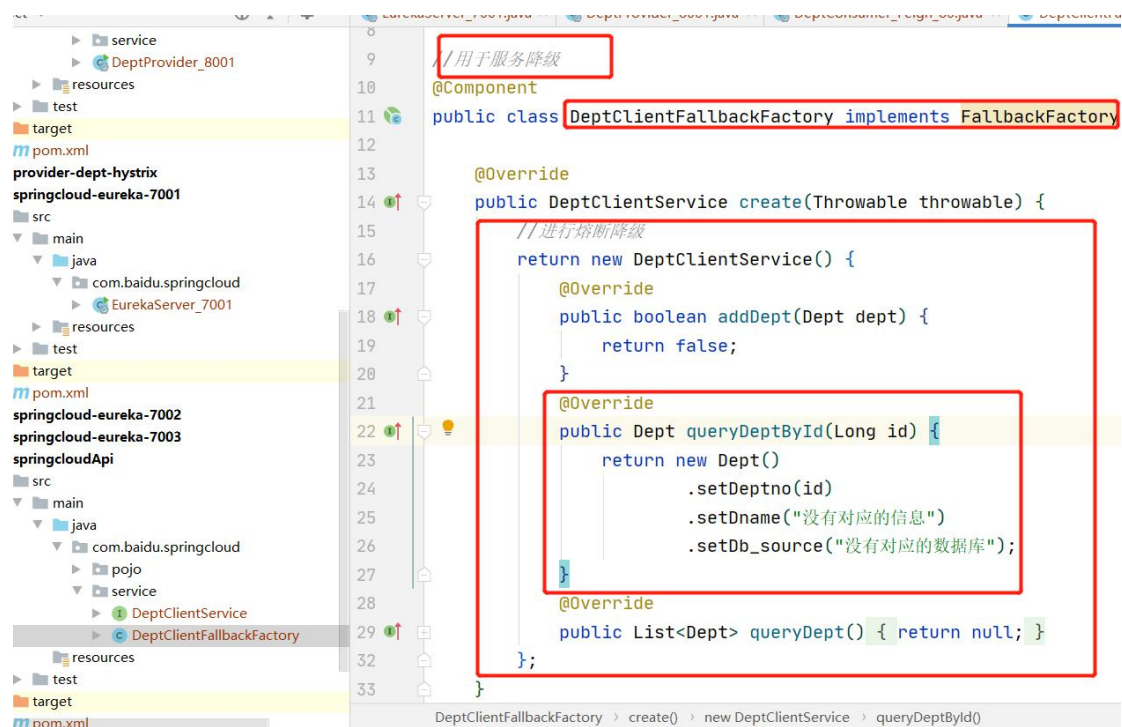 EurekaServer_7001.java
DeptProvider_8001.java
DeptConsumer_feign_80.java
service
DeptProvider_8001
resources
test
target
pom.xml
provider-dept-hystrix
springcloud-eureka-7001
src
main
java
com.baidu.springcloud
EurekaServer_7001
resources
test
target
pom.xml
springcloud-eureka-7002
springcloud-eureka-7003
springcloudApi
src
main
java
com.baidu.springcloud
pojo
service
DeptClientService
DeptClientFallbackFactory
resources
test
target
pom.xml
8
9 //用于服务降级
10 @Component
11 public class DeptClientFallbackFactory implements FallbackFactory
12
13 @Override
14 public DeptClientService create(Throwable throwable) {
15 //进行熔断降级
16 return new DeptClientService() {
17 @Override
18 public boolean addDept(Dept dept) {
19 return false;
20 }
21 @Override
22 public Dept queryDeptById(Long id) {
23 return new Dept()
24 .setDeptno(id)
25 .setDname("没有对应的信息")
26 .setDb_source("没有对应的数据库");
27 }
28 @Override
29 public List<Dept> queryDept() { return null; }
32 };
33 }
DeptClientFallbackFactory › create() › new DeptClientService › queryDeptById()